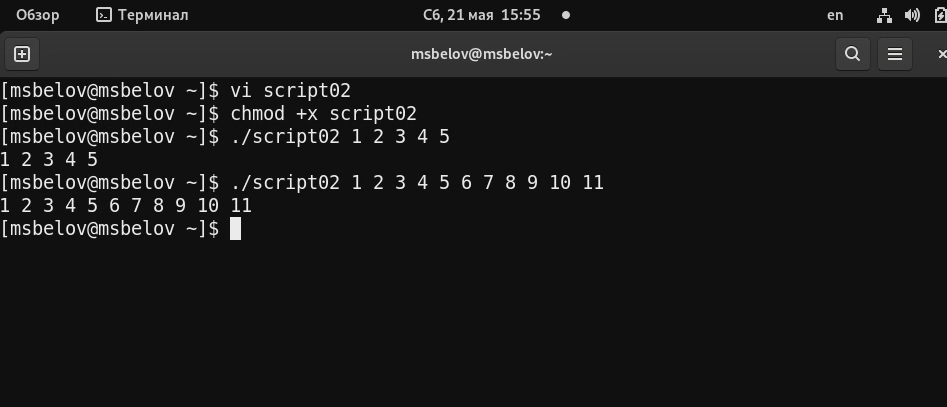 Обзор Терминал Сб, 21 мая 15:55 en
msbelov@msbelov:~
[msbelov@msbelov ~]$ vi script02
[msbelov@msbelov ~]$ chmod +x script02
[msbelov@msbelov ~]$ ./script02 1 2 3 4 5
1 2 3 4 5
[msbelov@msbelov ~]$ ./script02 1 2 3 4 5 6 7 8 9 10 11
1 2 3 4 5 6 7 8 9 10 11
[msbelov@msbelov ~]$